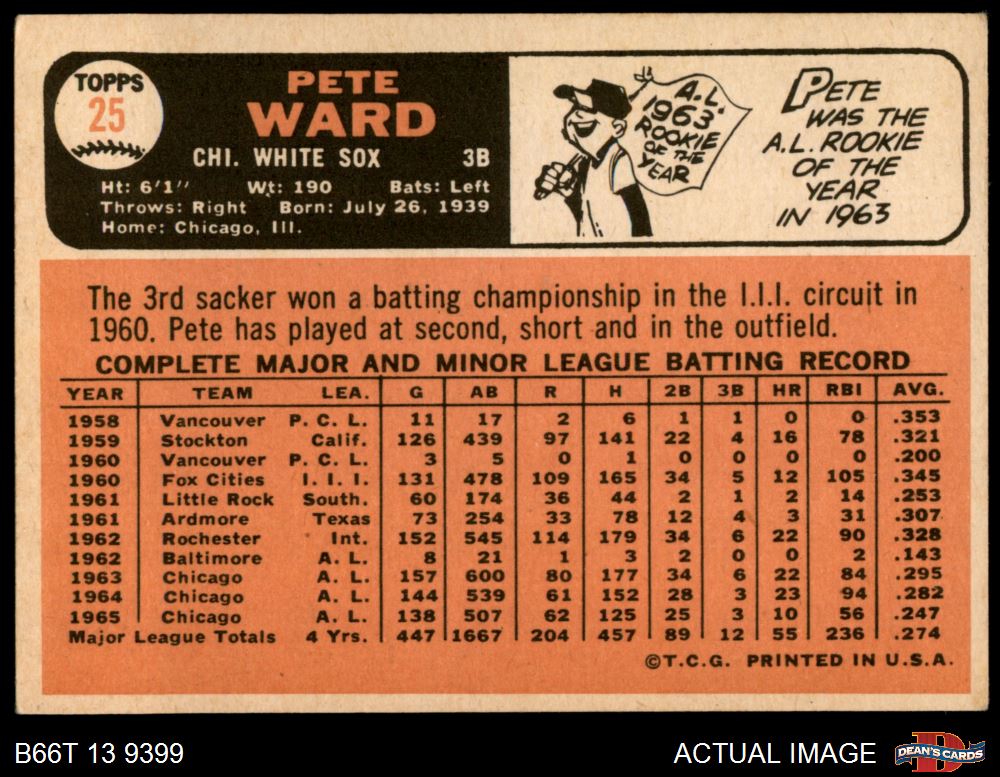 TOPPS
25
PETE
WARD
CHI. WHITE SOX 3B
Ht: 6'1" Wt: 190 Bats: Left
Throws: Right Born: July 26, 1939
Home: Chicago, Ill.
A.L.
1963
ROOKIE
OF THE
YEAR
PETE
WAS THE
A.L. ROOKIE
OF THE
YEAR
IN 1963
The 3rd sacker won a batting championship in the I.I.I. circuit in
1960. Pete has played at second, short and in the outfield.
COMPLETE MAJOR AND MINOR LEAGUE BATTING RECORD
YEAR TEAM LEA. G AB R H 2B 3B HR RBI AVG.
1958 Vancouver P. C. L. 11 17 2 6 1 1 0 0 .353
1959 Stockton Calif. 126 439 97 141 22 4 16 78 .321
1960 Vancouver P. C. L. 3 5 0 1 0 0 0 0 .200
1960 Fox Cities I. I. I. 131 478 109 165 34 5 12 105 .345
1961 Little Rock South. 60 174 36 44 2 1 2 14 .253
1961 Ardmore Texas 73 254 33 78 12 4 3 31 .307
1962 Rochester Int. 152 545 114 179 34 6 22 90 .328
1962 Baltimore A. L. 8 21 1 3 2 0 0 2 .143
1963 Chicago A. L. 157 600 80 177 34 6 22 84 .295
1964 Chicago A. L. 144 539 61 152 28 3 23 94 .282
1965 Chicago A. L. 138 507 62 125 25 3 10 56 .247
Major League Totals 4 Yrs. 447 1667 204 457 89 12 55 236 .274
©T.C.G. PRINTED IN U.S.A.
B66T 13 9399 ACTUAL IMAGE
DEAN'S CARDS